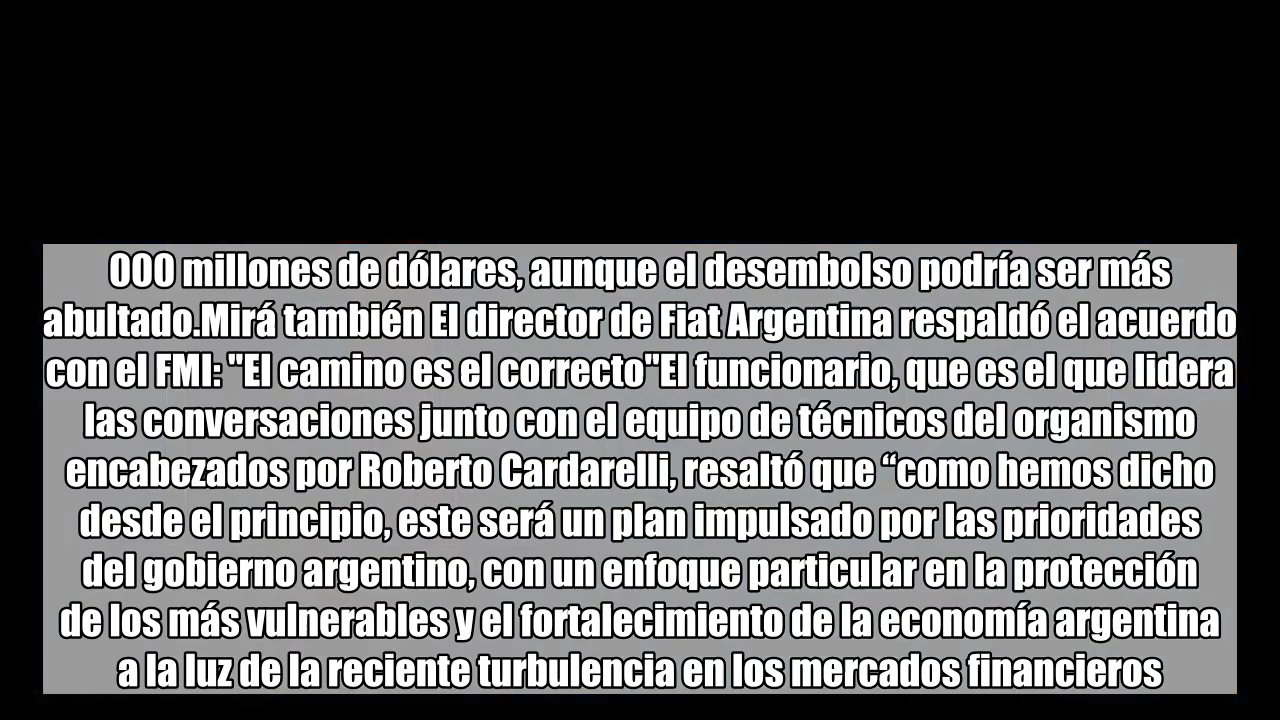 000 millones de dólares, aunque el desembolso podría ser más
abultado.Mirá también El director de Fiat Argentina respaldó el acuerdo
con el FMI: "El camino es el correcto"El funcionario, que es el que lidera
las conversaciones junto con el equipo de técnicos del organismo
encabezados por Roberto Cardarelli, resaltó que “como hemos dicho
desde el principio, este será un plan impulsado por las prioridades
del gobierno argentino, con un enfoque particular en la protección
de los más vulnerables y el fortalecimiento de la economía argentina
a la luz de la reciente turbulencia en los mercados financieros